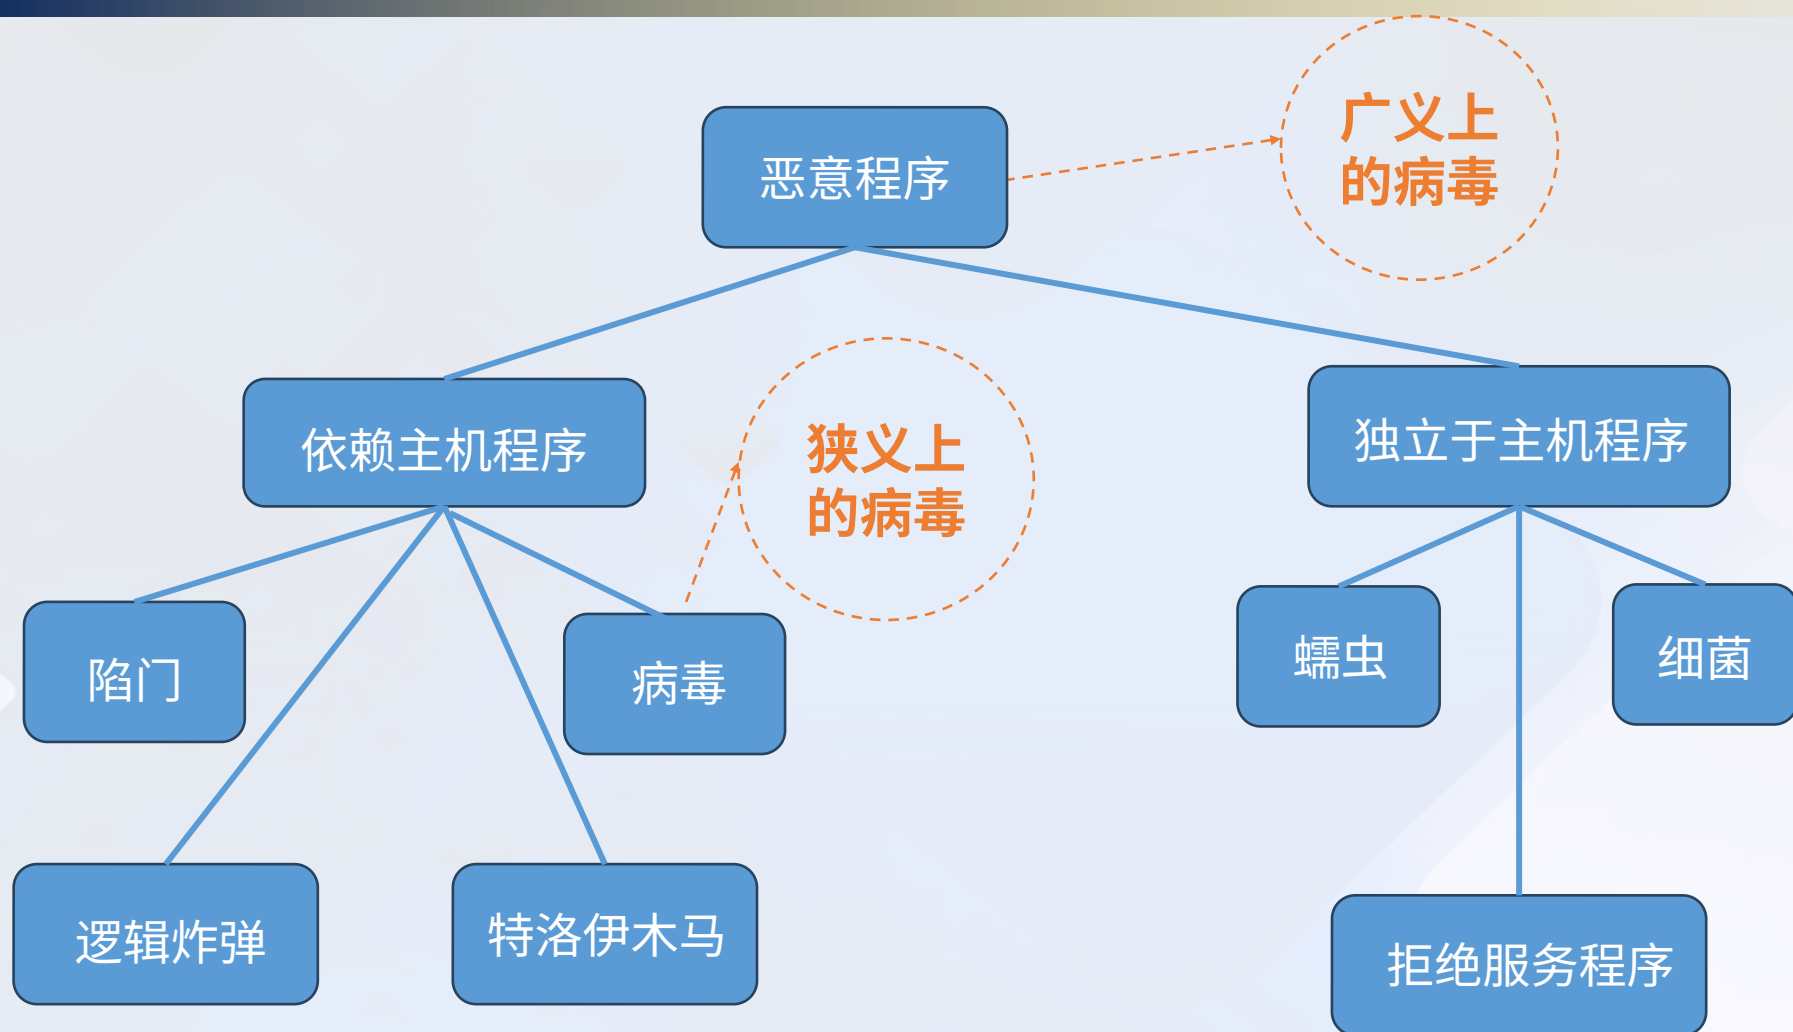 广义上
的病毒
恶意程序
依赖主机程序
狭义上
的病毒
独立于主机程序
陷门
病毒
蠕虫
细菌
逻辑炸弹
特洛伊木马
拒绝服务程序